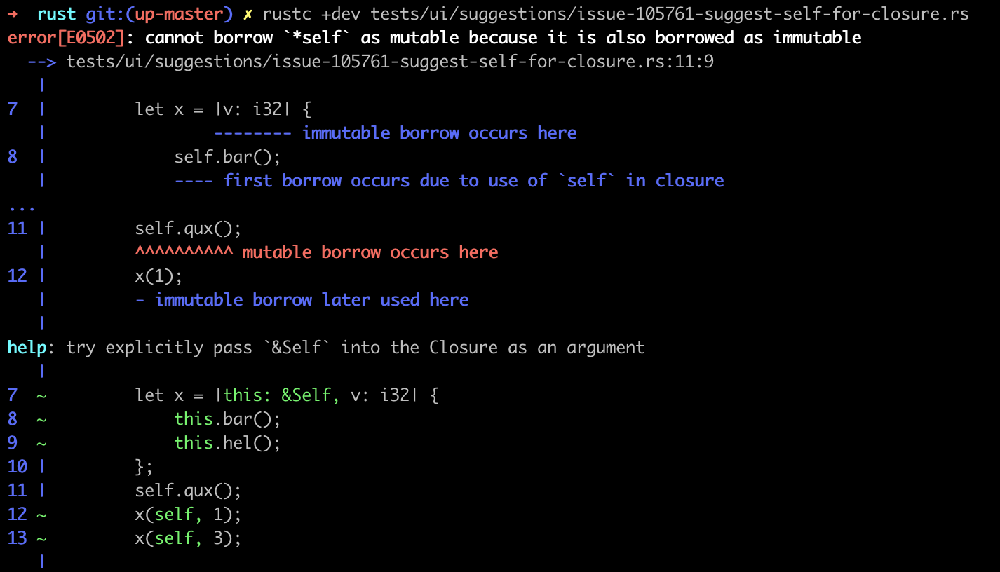 ➜  rust git:(up-master) ✗ rustc +dev tests/ui/suggestions/issue-105761-suggest-self-for-closure.rs
error[E0502]: cannot borrow `*self` as mutable because it is also borrowed as immutable
  --> tests/ui/suggestions/issue-105761-suggest-self-for-closure.rs:11:9
   |
7  |         let x = |v: i32| {
   |                 -------- immutable borrow occurs here
8  |             self.bar();
   |             ---- first borrow occurs due to use of `self` in closure
...
11 |         self.qux();
   |         ^^^^^^^^^^ mutable borrow occurs here
12 |         x(1);
   |         - immutable borrow later used here
   |
help: try explicitly pass `&Self` into the Closure as an argument
   |
7  ~         let x = |this: &Self, v: i32| {
8  ~             this.bar();
9  ~             this.hel();
10 |         };
11 |         self.qux();
12 ~         x(self, 1);
13 ~         x(self, 3);
   |